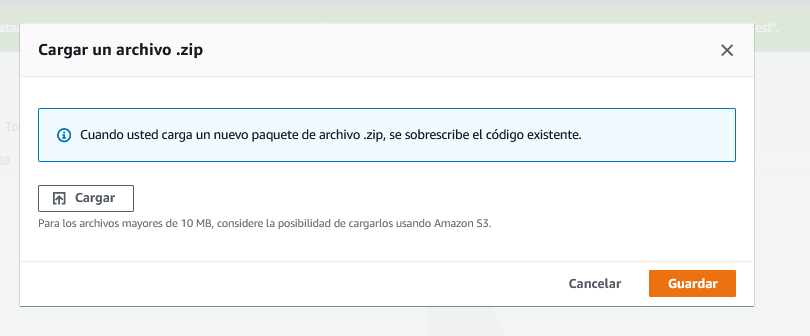 Cargar un archivo .zip
Cuando usted carga un nuevo paquete de archivo .zip, se sobrescribe el código existente.
Cargar
Para los archivos mayores de 10 MB, considere la posibilidad de cargarlos usando Amazon S3.
Cancelar
Guardar